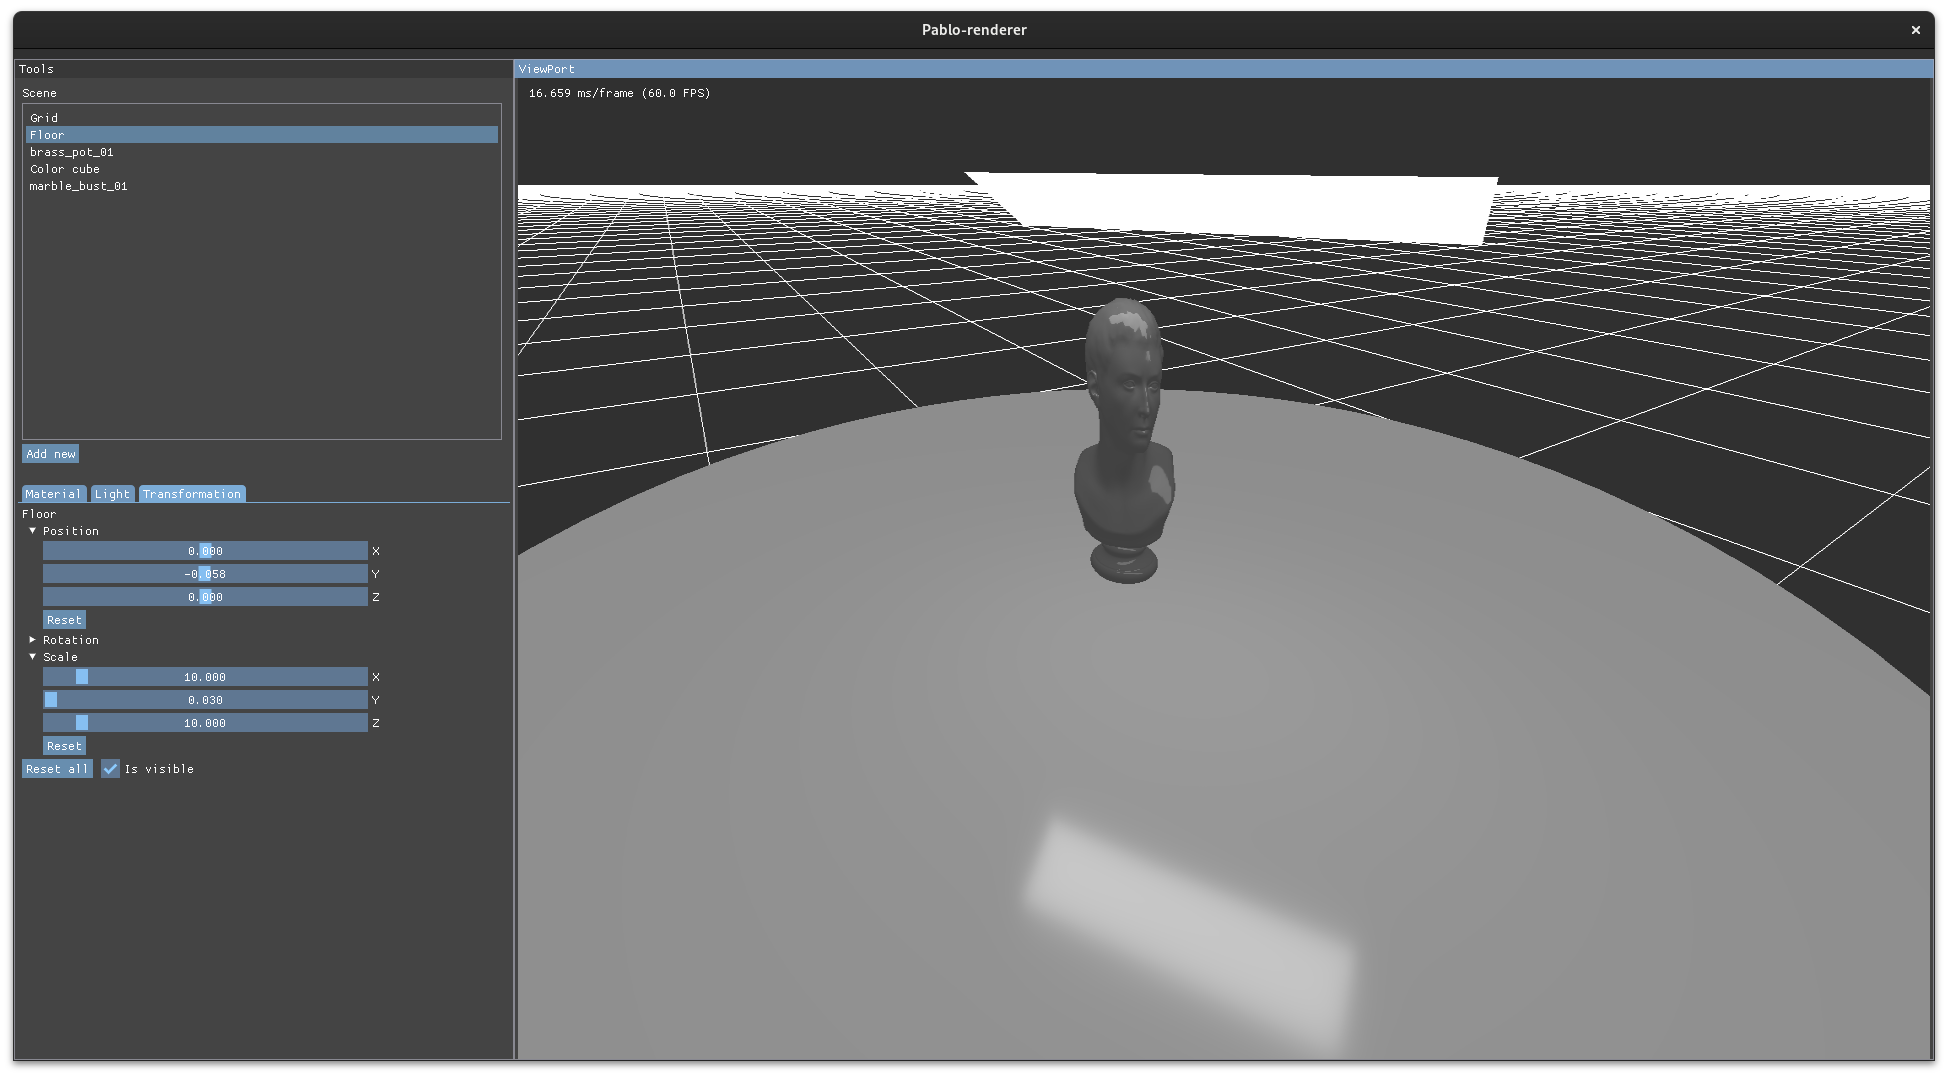 Pablo-renderer
Tools
Scene
Grid
Floor
brass_pot_01
Color cube
marble_bust_01
Add new
Material Light Transformation
Floor
Position
0.000 X
-0.058 Y
0.000 Z
Reset
Rotation
Scale
10.000 X
0.030 Y
10.000 Z
Reset
Reset all Is visible
ViewPort
16.659 ms/frame (60.0 FPS)